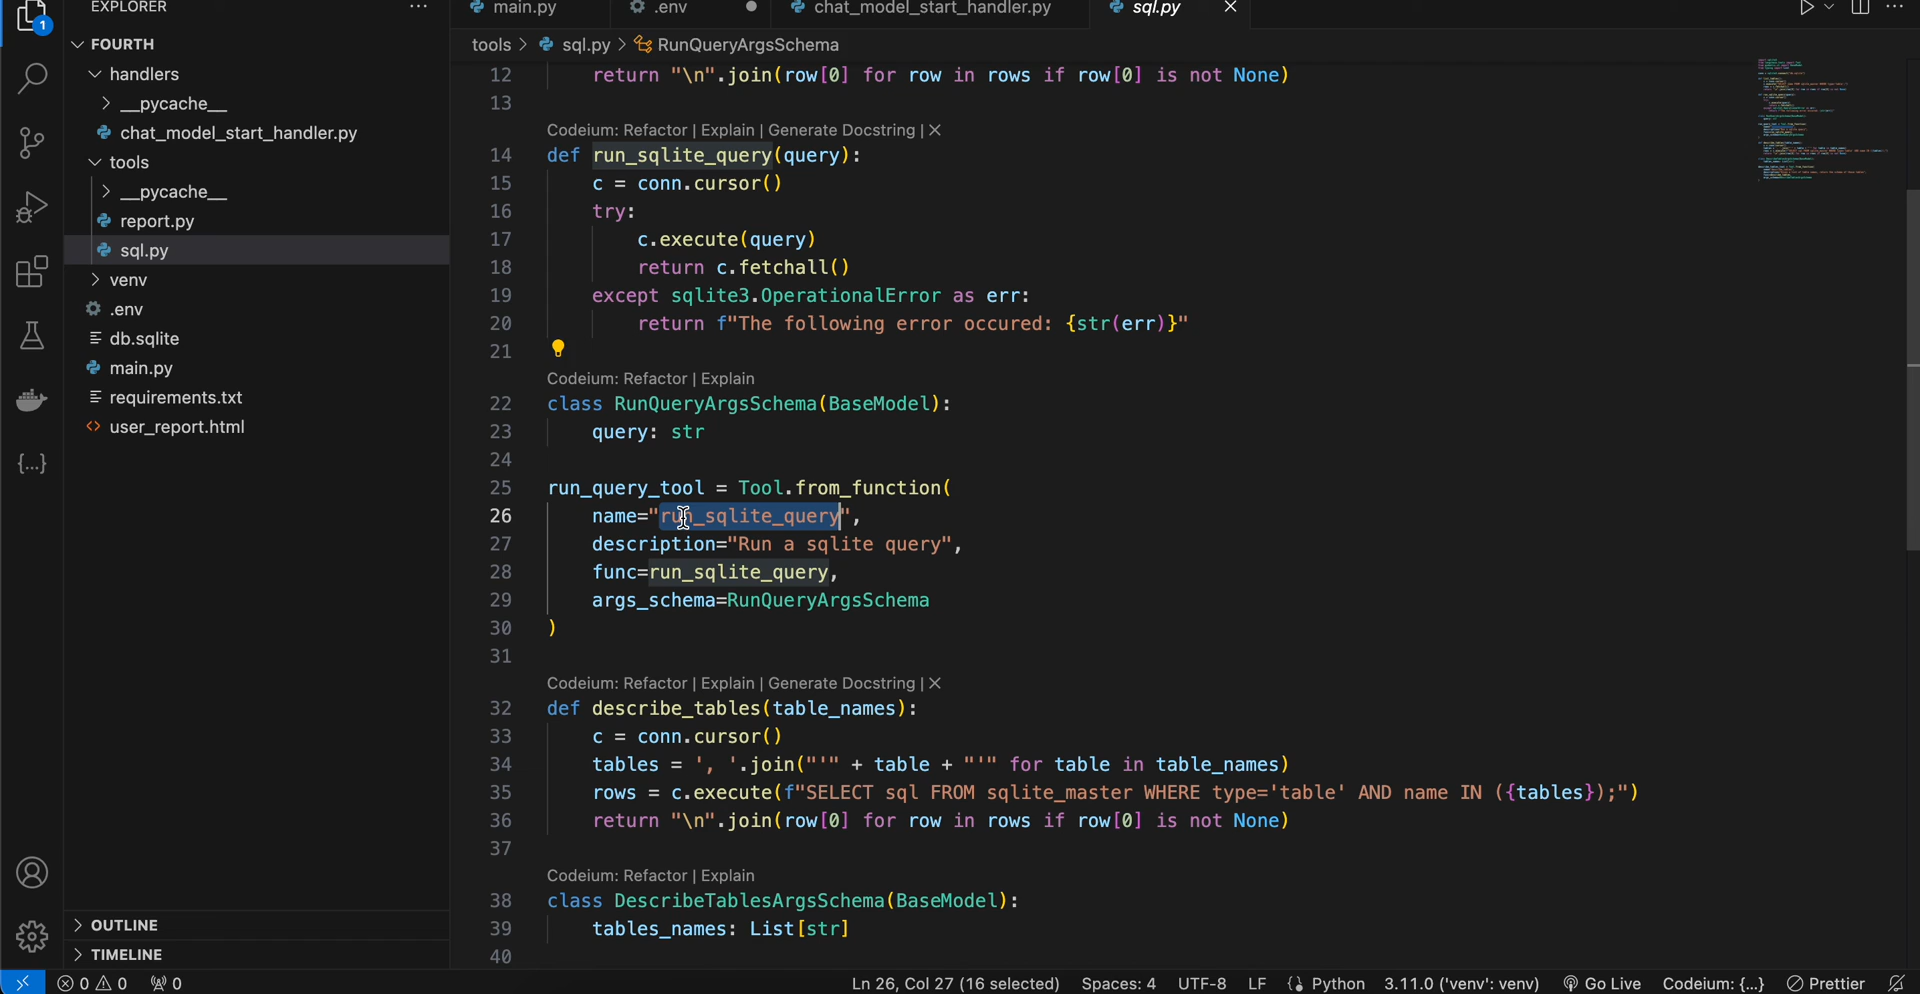 EXPLORER
···
1
FOURTH
handlers
__pycache__
chat_model_start_handler.py
tools
__pycache__
report.py
sql.py
venv
.env
db.sqlite
main.py
requirements.txt
user_report.html
OUTLINE
TIMELINE
main.py
.env
chat_model_start_handler.py
sql.py
tools > sql.py > RunQueryArgsSchema
12 return "\n".join(row[0] for row in rows if row[0] is not None)
13
Codeium: Refactor | Explain | Generate Docstring | X
14 def run_sqlite_query(query):
15 c = conn.cursor()
16 try:
17 c.execute(query)
18 return c.fetchall()
19 except sqlite3.OperationalError as err:
20 return f"The following error occured: {str(err)}"
21
Codeium: Refactor | Explain
22 class RunQueryArgsSchema(BaseModel):
23 query: str
24
25 run_query_tool = Tool.from_function(
26 name="run_sqlite_query",
27 description="Run a sqlite query",
28 func=run_sqlite_query,
29 args_schema=RunQueryArgsSchema
30 )
31
Codeium: Refactor | Explain | Generate Docstring | X
32 def describe_tables(table_names):
33 c = conn.cursor()
34 tables = ', '.join("'" + table + "'" for table in table_names)
35 rows = c.execute(f"SELECT sql FROM sqlite_master WHERE type='table' AND name IN ({tables});")
36 return "\n".join(row[0] for row in rows if row[0] is not None)
37
Codeium: Refactor | Explain
38 class DescribeTablesArgsSchema(BaseModel):
39 tables_names: List[str]
40
0 0 0 Ln 26, Col 27 (16 selected) Spaces: 4 UTF-8 LF Python 3.11.0 ('venv': venv) Go Live Codeium: {...} Prettier